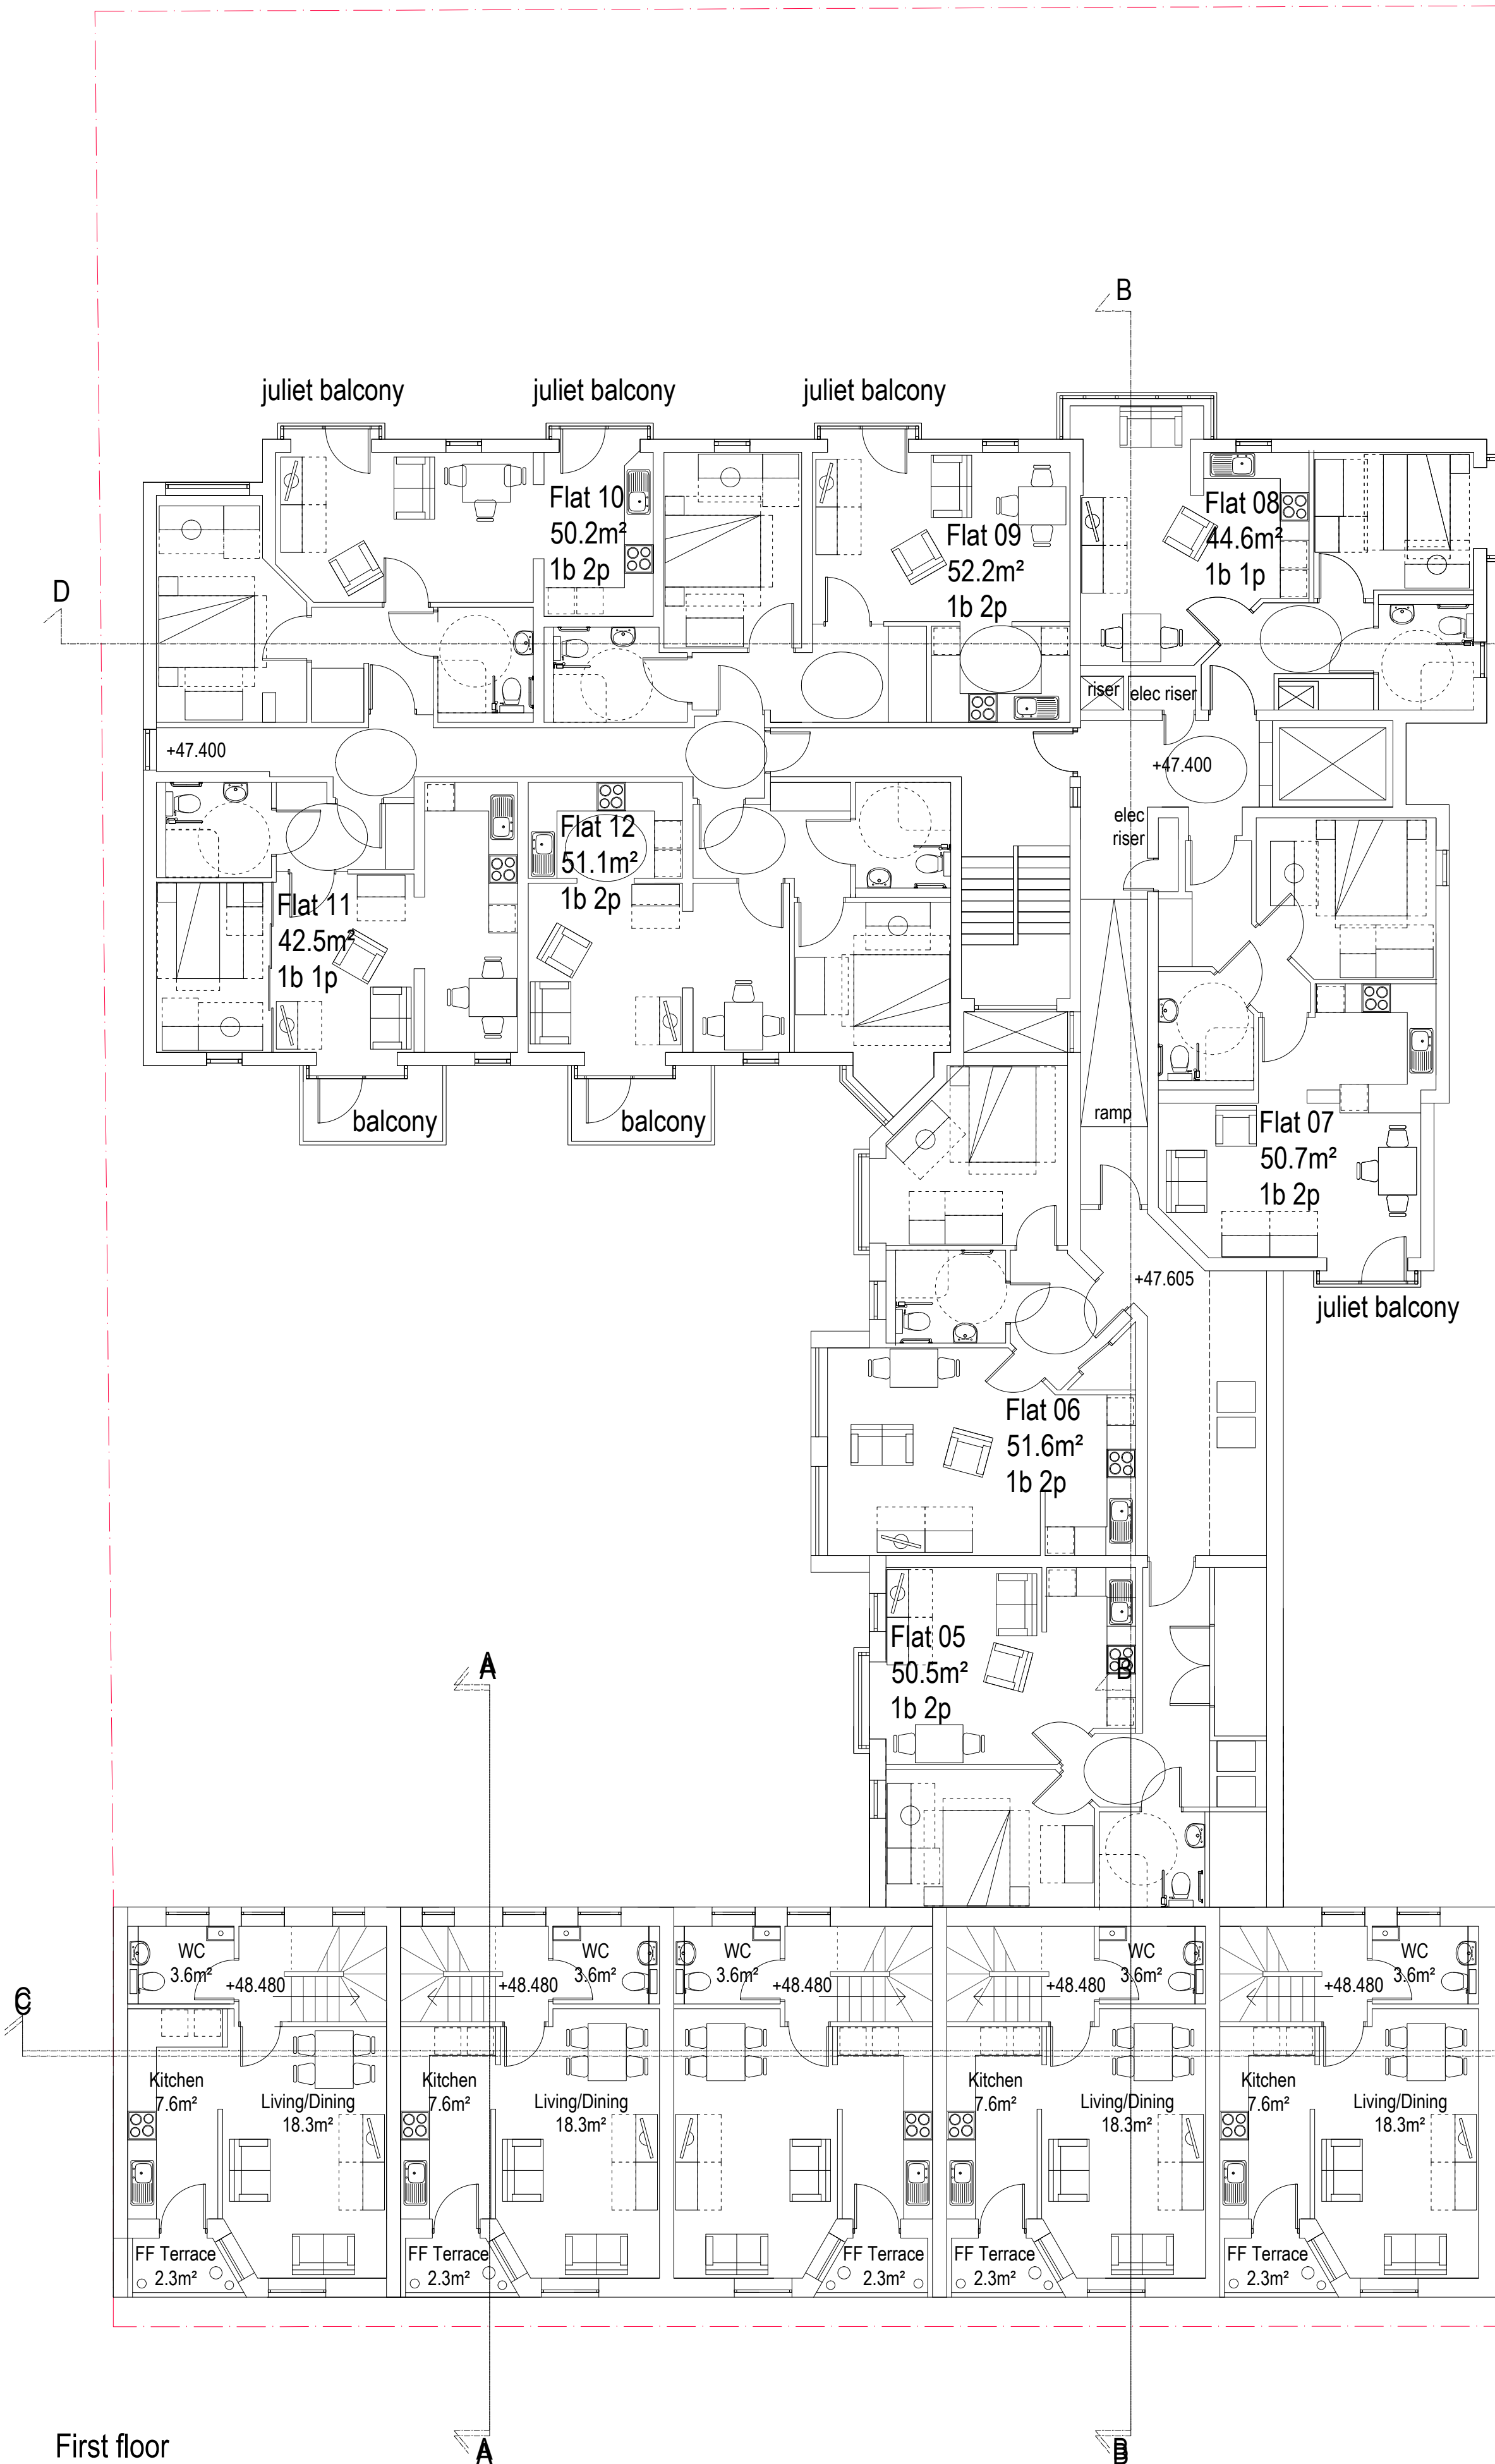 B
juliet balcony
juliet balcony
juliet balcony
Flat 10
50.2m²
1b 2p
Flat 09
52.2m²
1b 2p
Flat 08
44.6m²
1b 1p
D
riser
elec riser
+47.400
+47.400
elec
riser
Flat 12
51.1m²
1b 2p
Flat 11
42.5m²
1b 1p
balcony
balcony
ramp
Flat 07
50.7m²
1b 2p
+47.605
juliet balcony
Flat 06
51.6m²
1b 2p
Flat 05
50.5m²
1b 2p
A
B
WC
3.6m²
+48.480
WC
3.6m²
WC
3.6m²
+48.480
WC
3.6m²
+48.480
WC
3.6m²
+48.480
C
Kitchen
7.6m²
Living/Dining
18.3m²
Kitchen
7.6m²
Living/Dining
18.3m²
Kitchen
7.6m²
Living/Dining
18.3m²
Kitchen
7.6m²
Living/Dining
18.3m²
FF Terrace
2.3m²
FF Terrace
2.3m²
FF Terrace
2.3m²
FF Terrace
2.3m²
FF Terrace
2.3m²
First floor
A
B